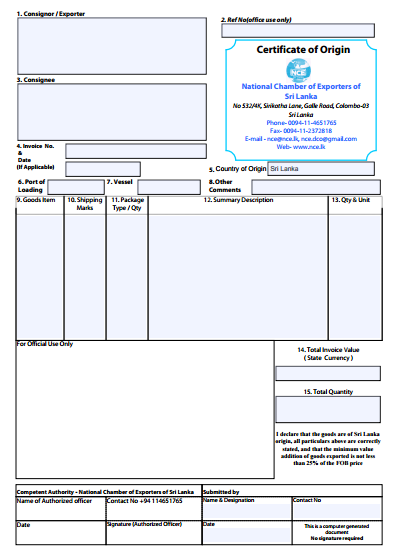 1. Consignor / Exporter
2. Ref No(office use only)
Certificate of Origin
NCE
National Chamber of Exporters of
Sri Lanka
No 532/4K, Sirikotha Lane, Galle Road, Colombo-03
Sri Lanka
Phone- 0094-11-4651765
Fax- 0094-11-2372818
E-mail - nce@nce.lk, nce.dco@gmail.com
Web- www.nce.lk
3. Consignee
4. Invoice No.
&
Date
(If Applicable)
5. Country of Origin Sri Lanka
6. Port of
Loading
7. Vessel
8. Other
Comments
9. Goods Item
10. Shipping
Marks
11. Package
Type / Qty
12. Summary Description
13. Qty & Unit
For Official Use Only
14. Total Invoice Value
( State Currency )
15. Total Quantity
I declare that the goods are of Sri Lanka
origin, all particulars above are correctly
stated, and that the minimum value
addition of goods exported is not less
than 25% of the FOB price
Competent Authority - National Chamber of Exporters of Sri Lanka
Submitted by
Name of Authorized officer
Contact No +94 114651765
Name & Designation
Contact No
Date
Signature (Authorized Officer)
Date
This is a computer generated
document
No signature required